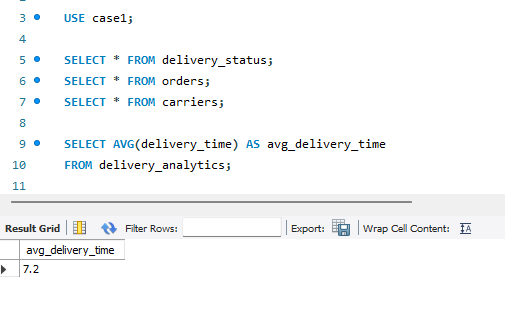 3 USE case1;
4
5 SELECT * FROM delivery_status;
6 SELECT * FROM orders;
7 SELECT * FROM carriers;
8
9 SELECT AVG(delivery_time) AS avg_delivery_time
10 FROM delivery_analytics;
11
Result Grid Filter Rows: Export: Wrap Cell Content: IA
avg_delivery_time
7.2